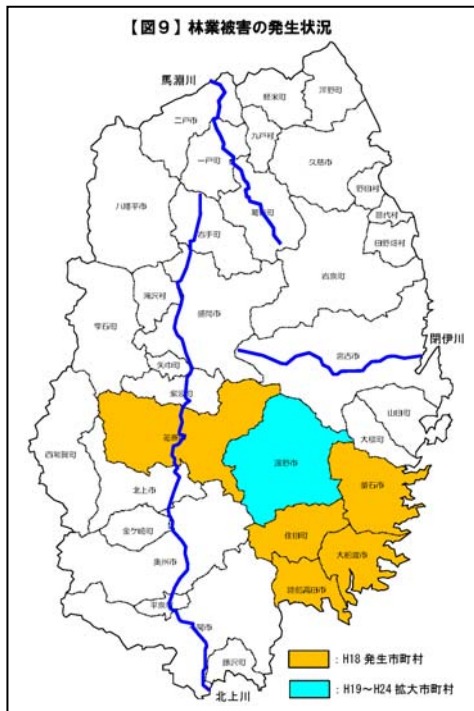 【図９】林業被害の発生状況
馬淵川
軽米町
洋野町
二戸市
九戸村
一戸町
久慈市
野田村
八幡平市
葛巻町
普代村
岩手町
田野畑村
岩泉町
滝沢村
盛岡市
雫石町
閉伊川
宮古市
矢巾町
紫波町
山田町
大槌町
西和賀町
遠野市
釜石市
北上市
金ケ崎町
住田町
奥州市
大船渡市
陸前高田市
平泉町
藤沢町
：H18 発生市町村
：H19～H24 拡大市町村
北上川